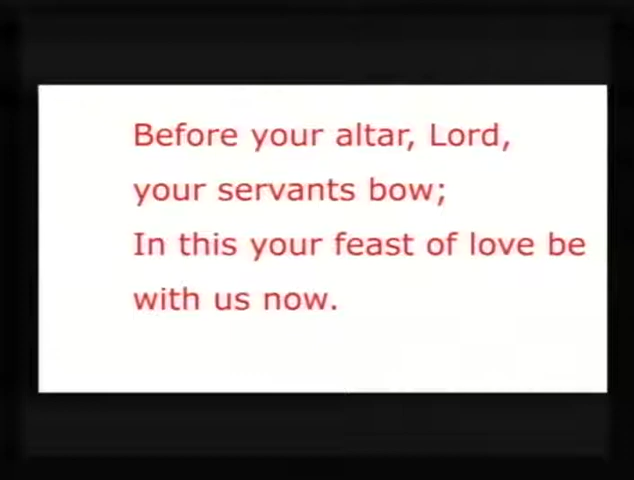 Before your altar, Lord,
your servants bow;
In this your feast of love be
with us now.